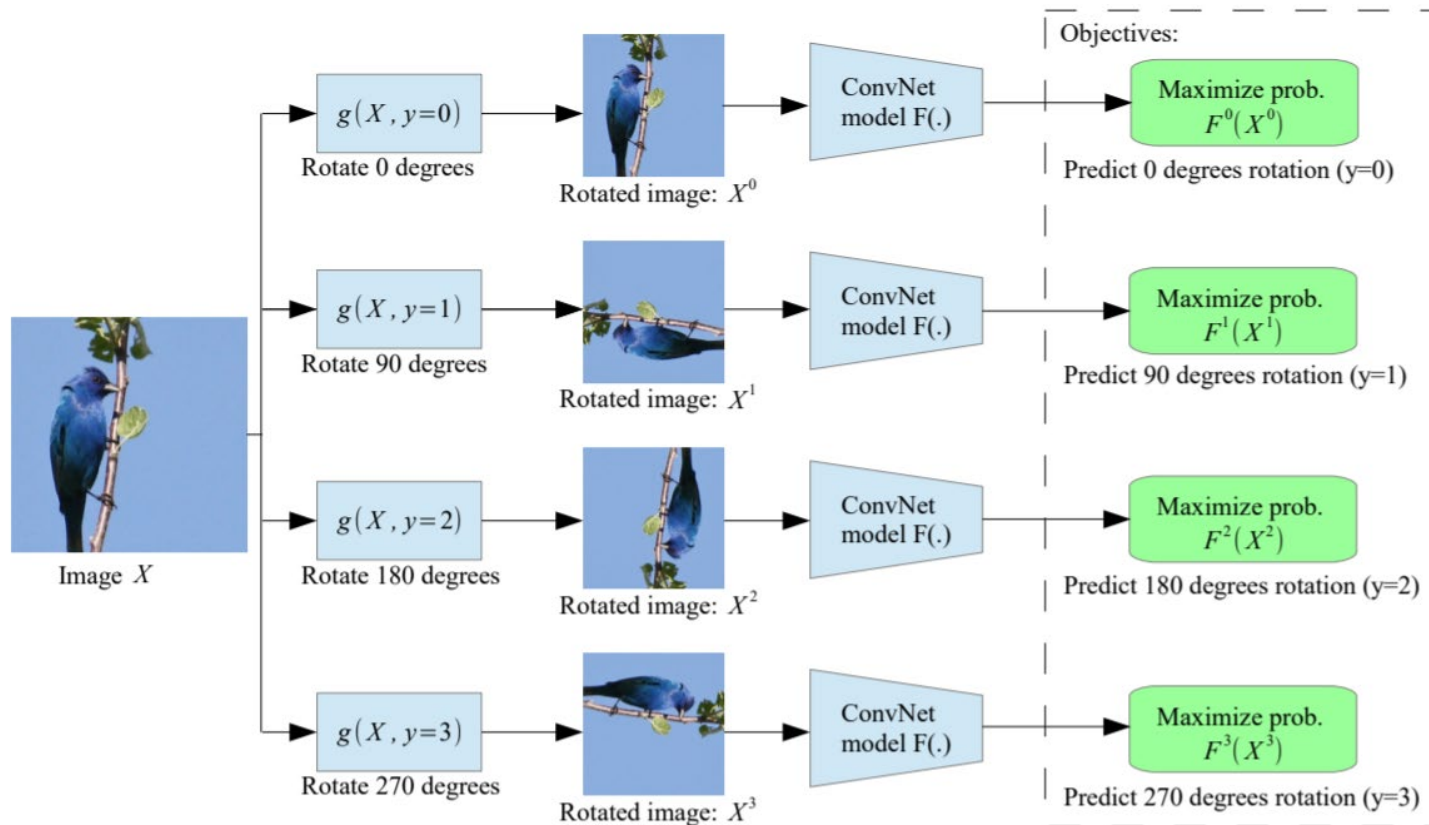 Objectives:
g(X, y=0)
Rotate 0 degrees
Rotated image: X⁰
ConvNet
model F(.)
Maximize prob.
F⁰(X⁰)
Predict 0 degrees rotation (y=0)
g(X, y=1)
Rotate 90 degrees
Rotated image: X¹
ConvNet
model F(.)
Maximize prob.
F¹(X¹)
Predict 90 degrees rotation (y=1)
Image X
g(X, y=2)
Rotate 180 degrees
Rotated image: X²
ConvNet
model F(.)
Maximize prob.
F²(X²)
Predict 180 degrees rotation (y=2)
g(X, y=3)
Rotate 270 degrees
Rotated image: X³
ConvNet
model F(.)
Maximize prob.
F³(X³)
Predict 270 degrees rotation (y=3)